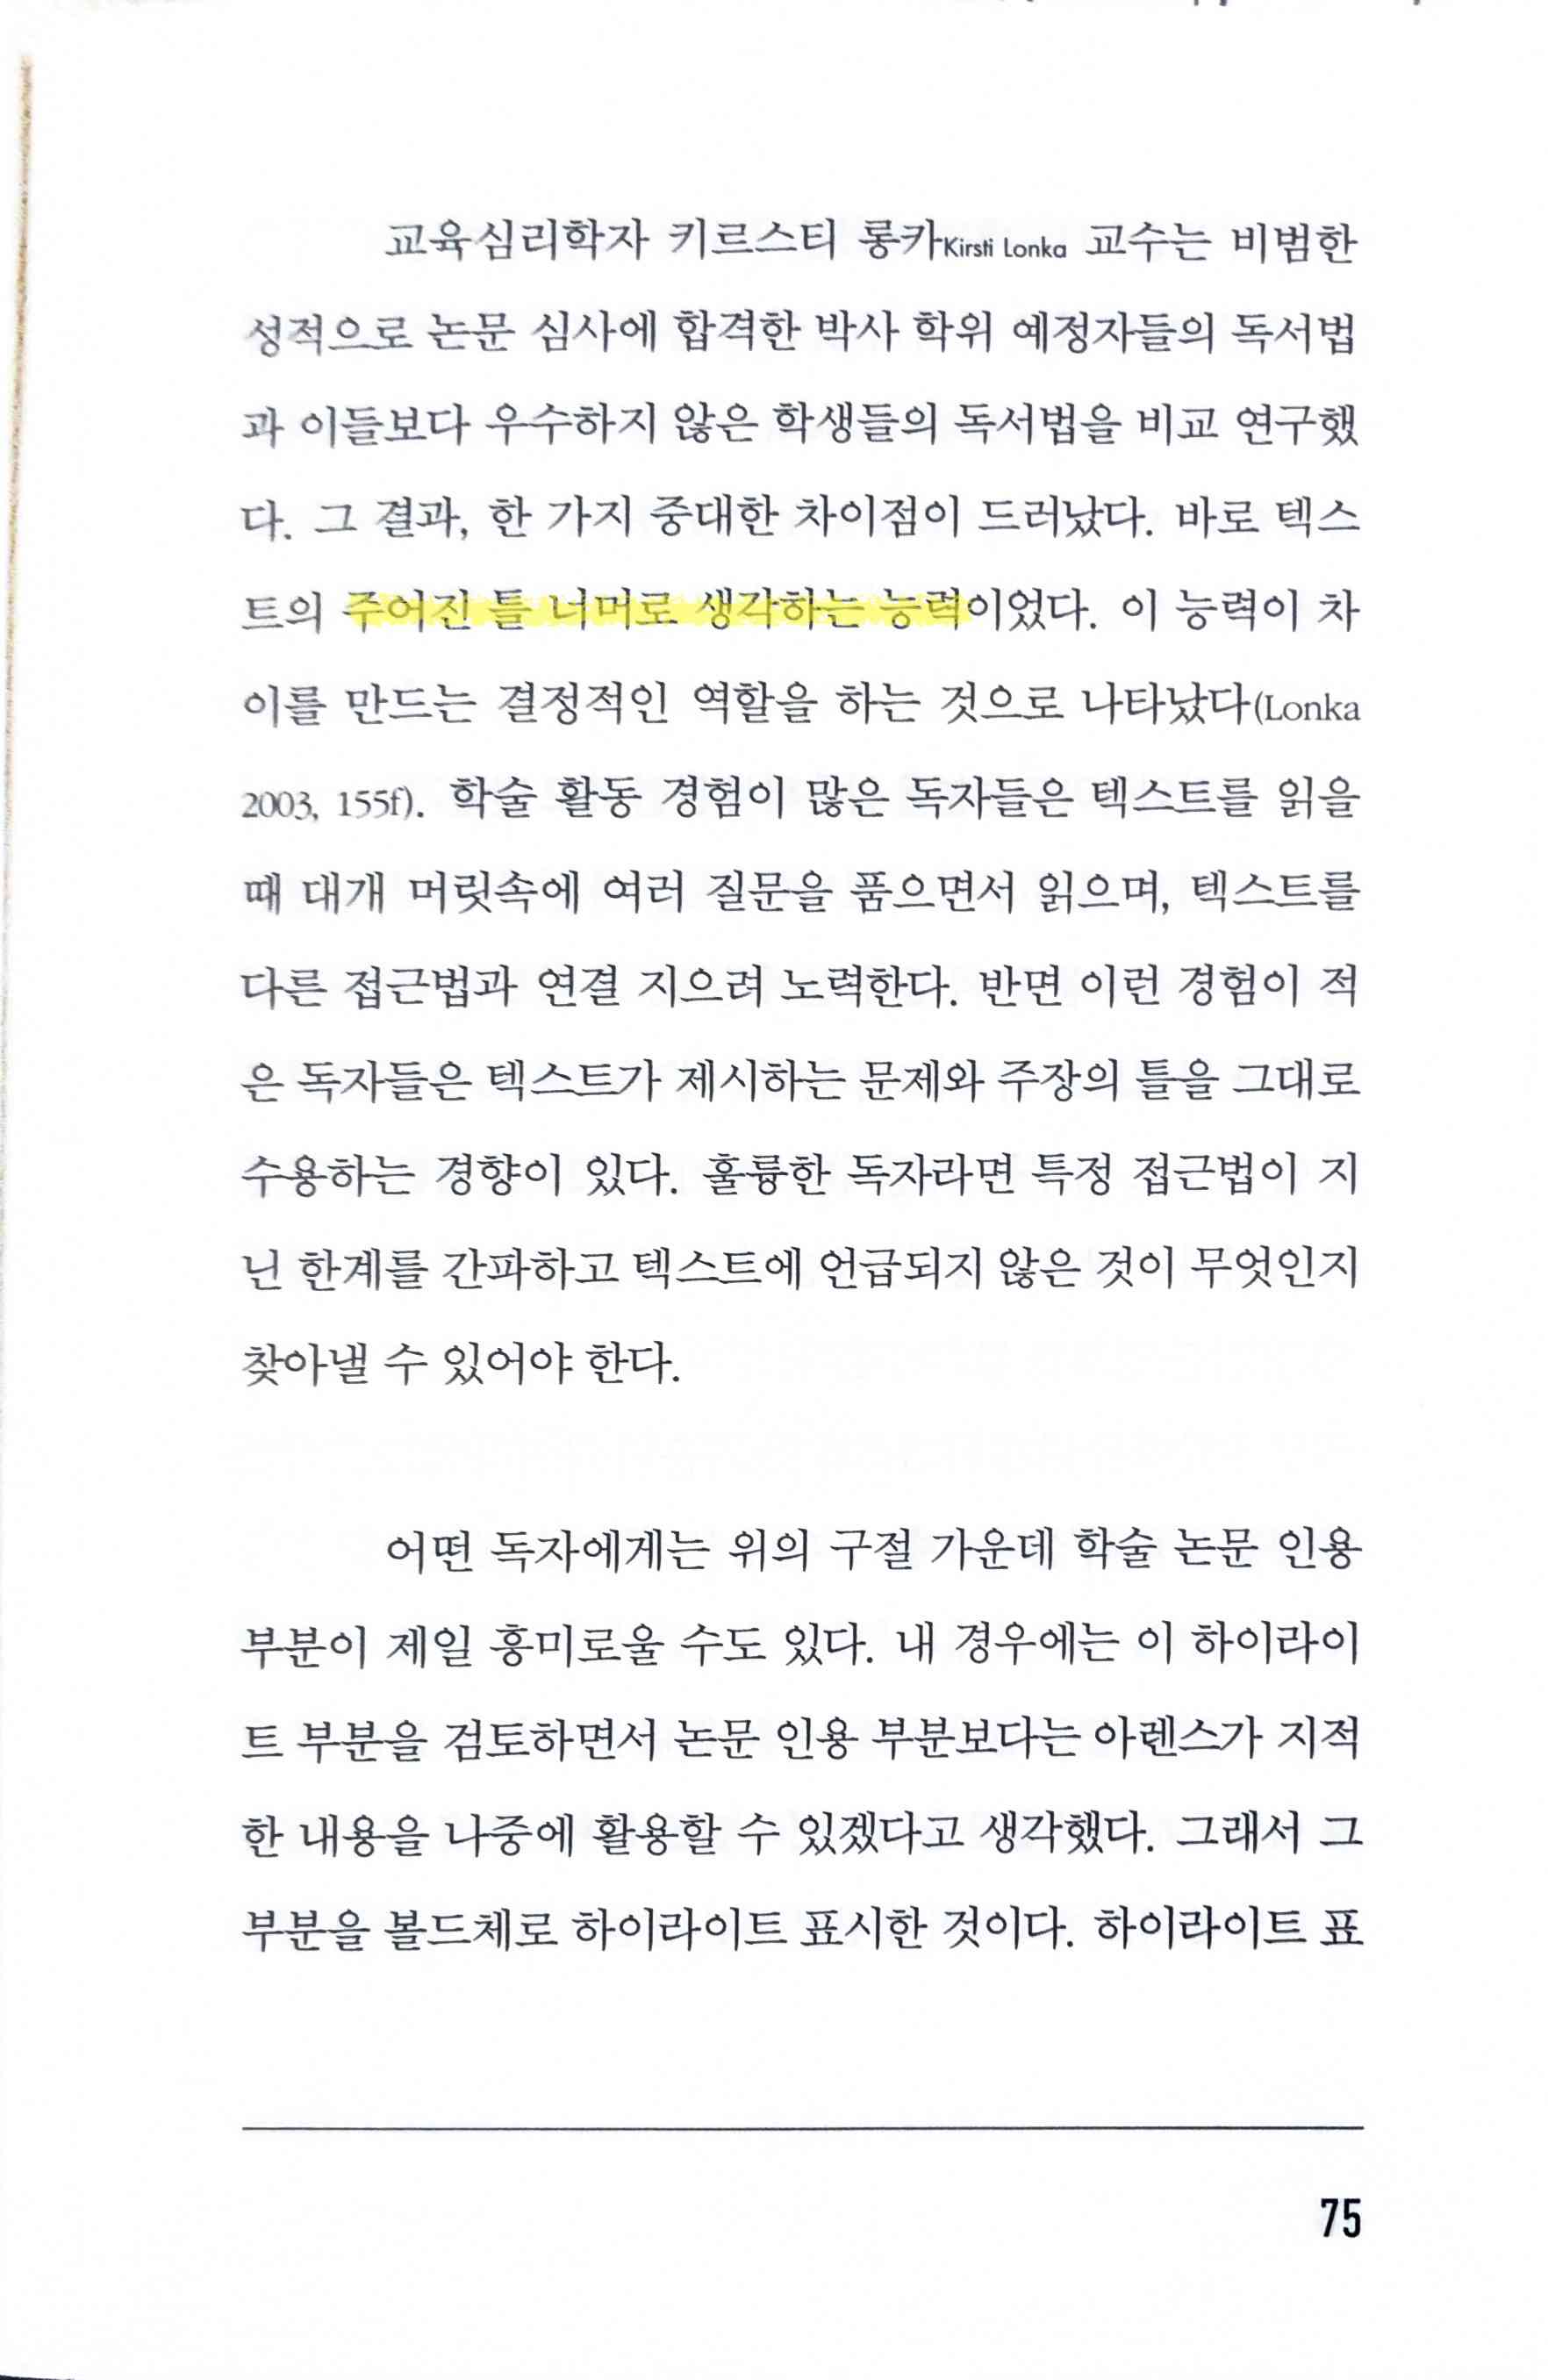 교육심리학자 키르스티 롱카Kirsti Lonka 교수는 비범한
성적으로 논문 심사에 합격한 박사 학위 예정자들의 독서법
과 이들보다 우수하지 않은 학생들의 독서법을 비교 연구했
다. 그 결과, 한 가지 중대한 차이점이 드러났다. 바로 텍스
트의 주어진 틀 너머로 생각하는 능력이었다. 이 능력이 차
이를 만드는 결정적인 역할을 하는 것으로 나타났다(Lonka
2003, 155f). 학술 활동 경험이 많은 독자들은 텍스트를 읽을
때 대개 머릿속에 여러 질문을 품으면서 읽으며, 텍스트를
다른 접근법과 연결 지으려 노력한다. 반면 이런 경험이 적
은 독자들은 텍스트가 제시하는 문제와 주장의 틀을 그대로
수용하는 경향이 있다. 훌륭한 독자라면 특정 접근법이 지
닌 한계를 간파하고 텍스트에 언급되지 않은 것이 무엇인지
찾아낼 수 있어야 한다.
어떤 독자에게는 위의 구절 가운데 학술 논문 인용
부분이 제일 흥미로울 수도 있다. 내 경우에는 이 하이라이
트 부분을 검토하면서 논문 인용 부분보다는 아렌스가 지적
한 내용을 나중에 활용할 수 있겠다고 생각했다. 그래서 그
부분을 볼드체로 하이라이트 표시한 것이다. 하이라이트 표
75